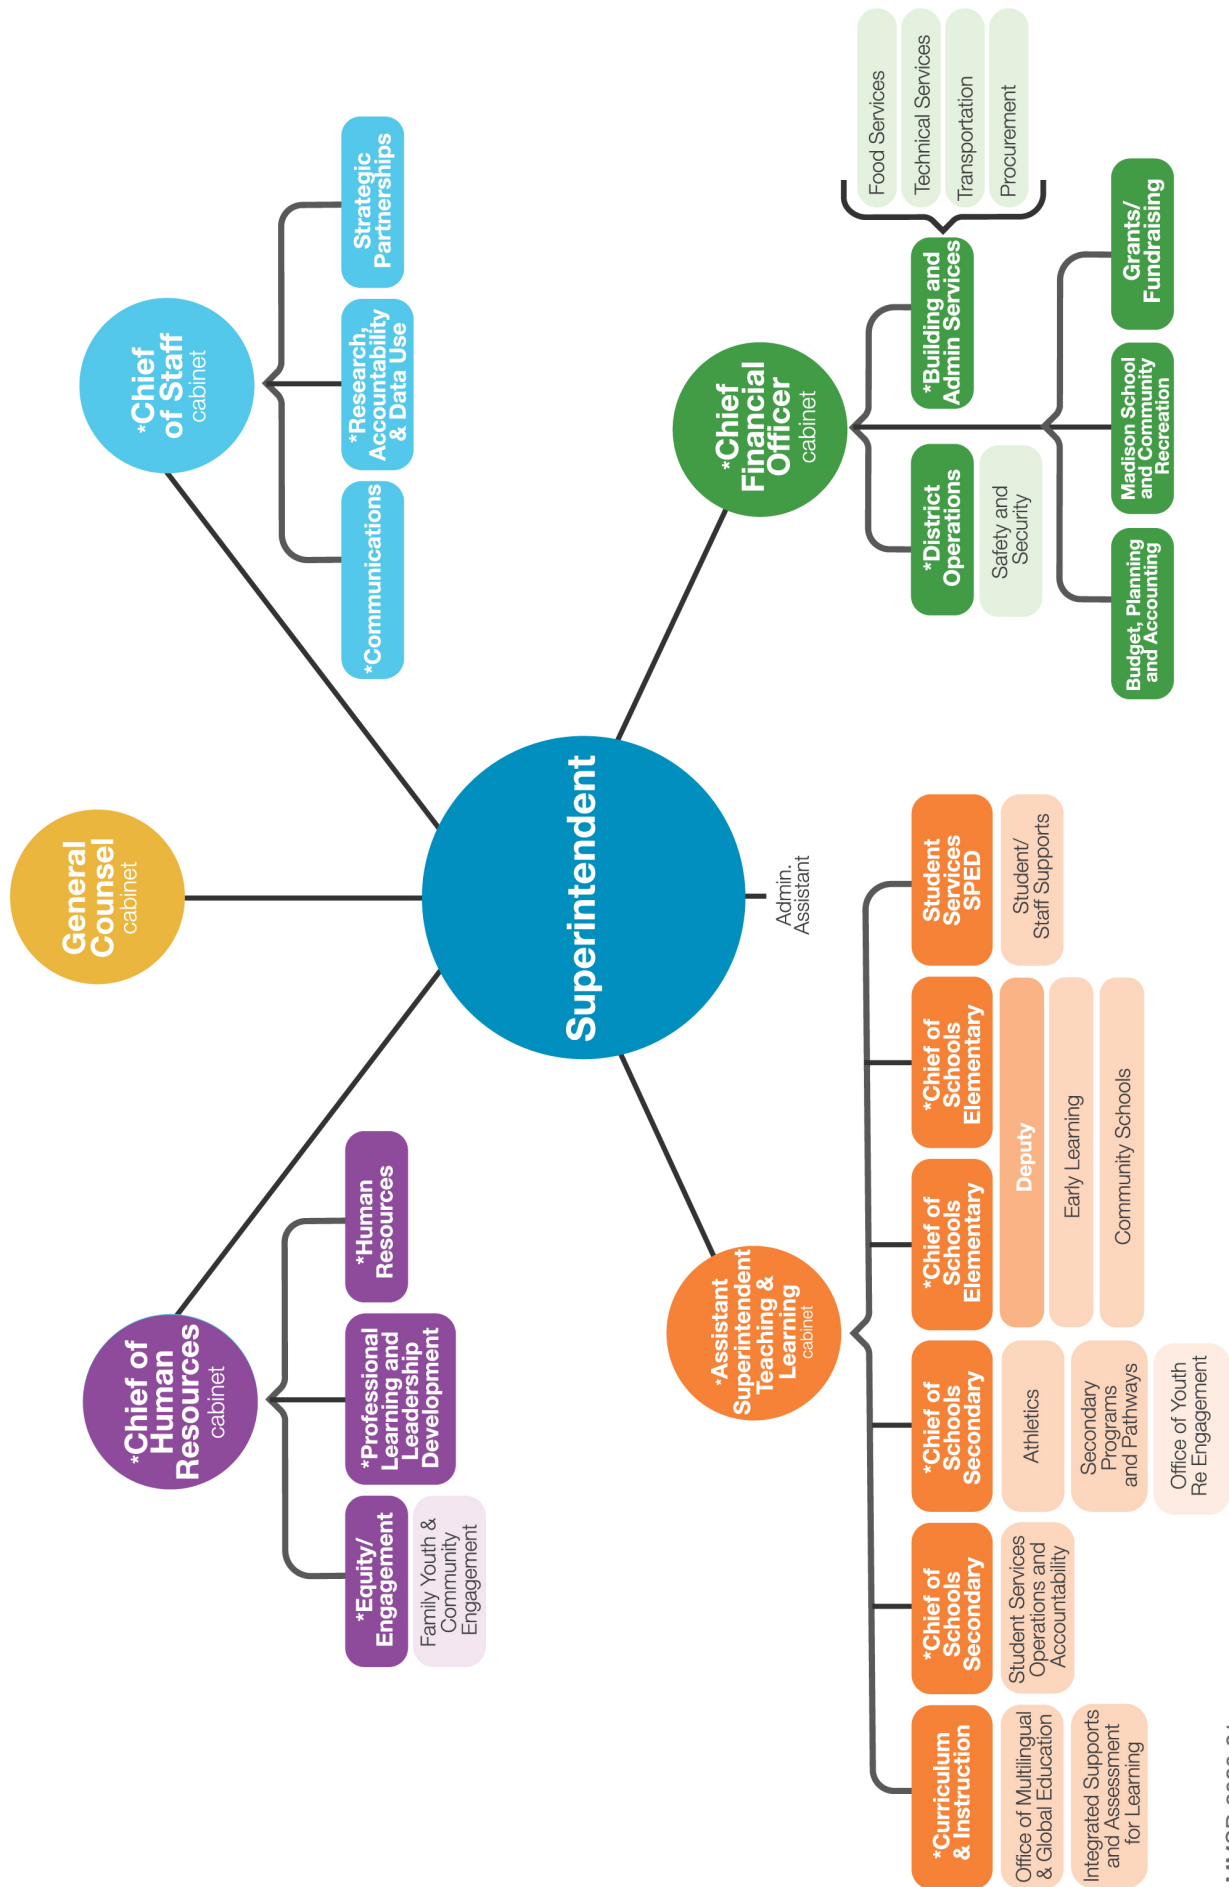 General
Counsel
cabinet
*Chief of
Human
Resources
cabinet
*Equity/
Engagement
Family Youth &
Community
Engagement
*Professional
Learning and
Leadership
Development
*Human
Resources
*Chief
of Staff
cabinet
*Communications
*Research,
Accountability
& Data Use
Strategic
Partnerships
Superintendent
Admin.
Assistant
*Assistant
Superintendent
Teaching &
Learning
cabinet
*Curriculum
& Instruction
Office of Multilingual
& Global Education
Integrated Supports
and Assessment
for Learning
*Chief of
Schools
Secondary
Student Services
Operations and
Accountability
*Chief of
Schools
Secondary
Athletics
Secondary
Programs
and Pathways
Office of Youth
Re Engagement
*Chief of
Schools
Elementary
*Chief of
Schools
Elementary
Deputy
Early Learning
Community Schools
Student
Services
SPED
Student/
Staff Supports
*Chief
Financial
Officer
cabinet
*District
Operations
Safety and
Security
*Building and
Admin Services
Food Services
Technical Services
Transportation
Procurement
Budget, Planning
and Accounting
Madison School
and Community
Recreation
Grants/
Fundraising